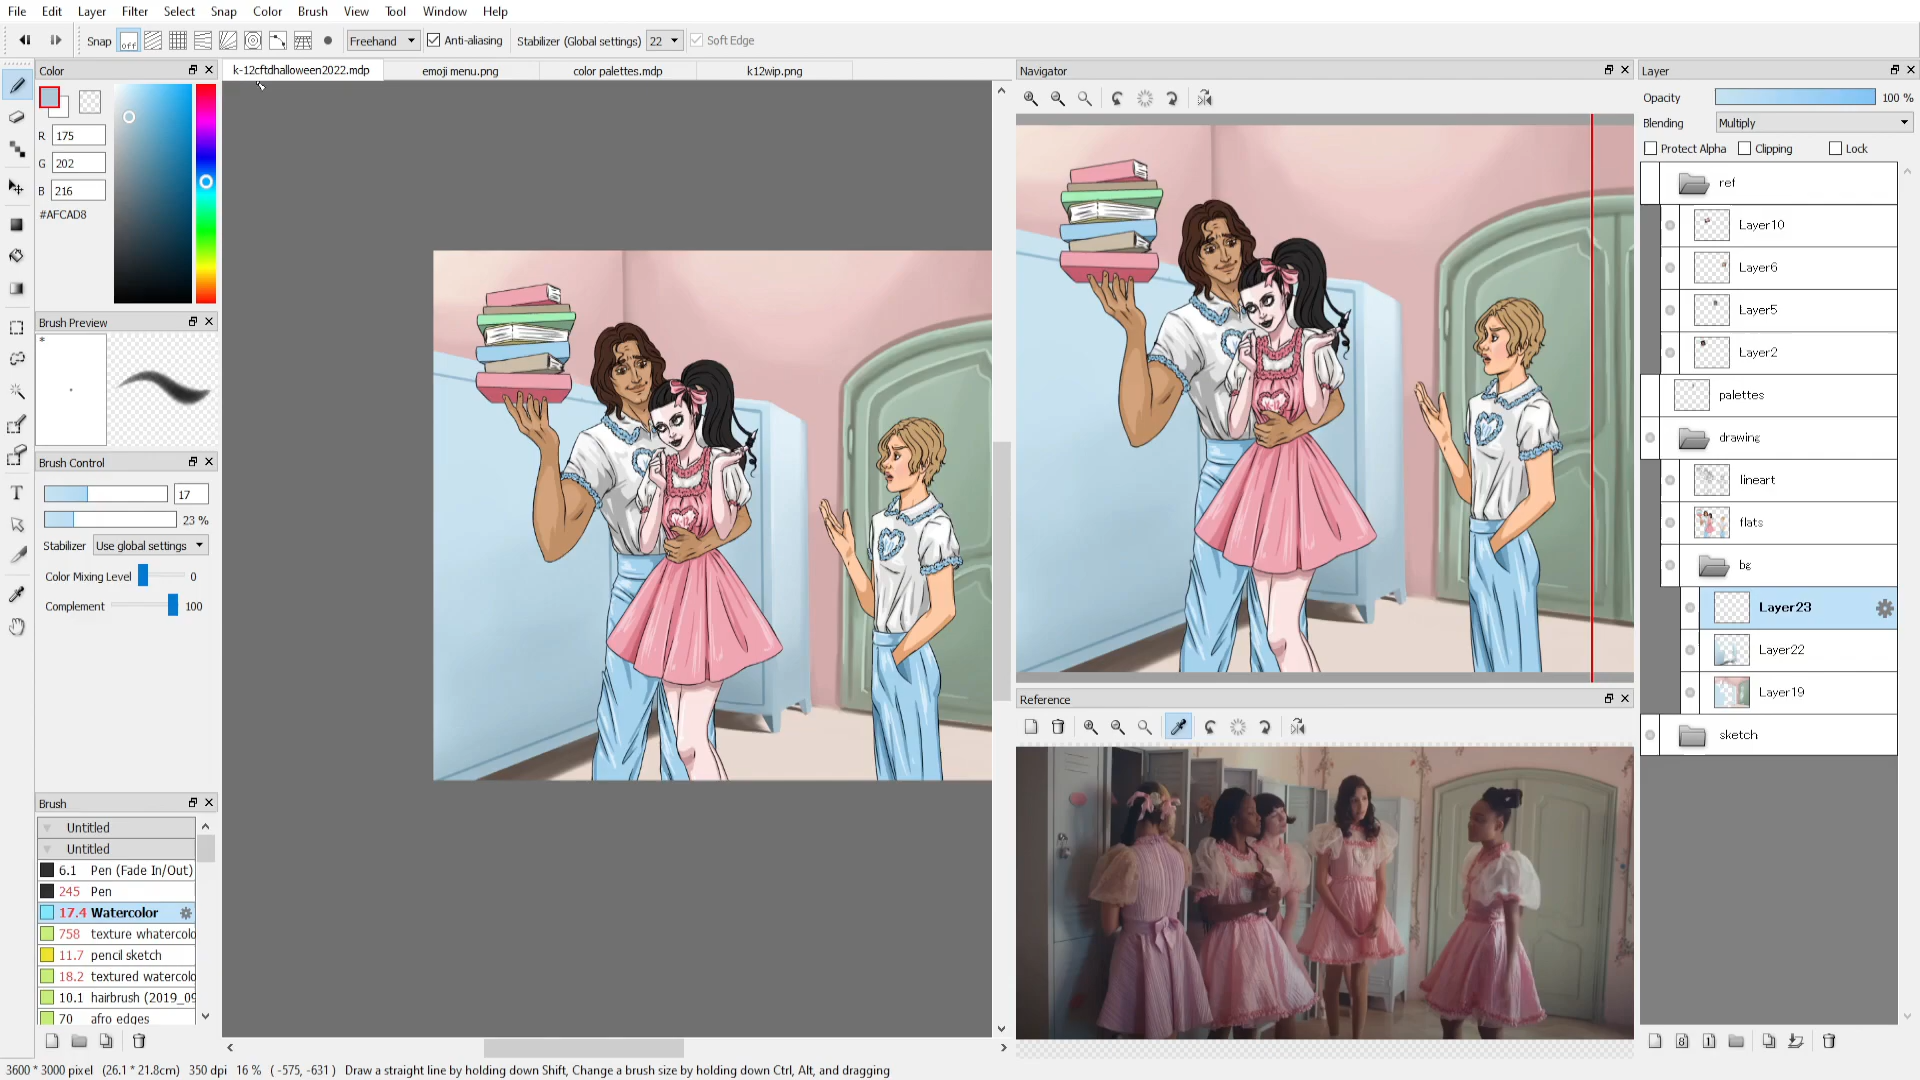 File Edit Layer Filter Select Snap Color Brush View Tool Window Help
Snap off Freehand Anti-aliasing Stabilizer (Global settings) 22 Soft Edge
Color
k-12cftdhalloween2022.mdp emoji menu.png color palettes.mdp k12wip.png
Navigator
Layer
Opacity 100 %
Blending Multiply
Protect Alpha Clipping Lock
R 175
G 202
B 216
#AFCAD8
ref
Layer10
Layer6
Layer5
Layer2
palettes
drawing
lineart
flats
bg
Layer23
Layer22
Layer19
sketch
Brush Preview
*
Brush Control
17
23 %
Stabilizer Use global settings
Color Mixing Level 0
Complement 100
Reference
Brush
Untitled
Untitled
6.1 Pen (Fade In/Out)
245 Pen
17.4 Watercolor
758 texture whatercolo
11.7 pencil sketch
18.2 textured watercolo
10.1 hairbrush (2019_09
70 afro edges
8 1
3600 * 3000 pixel (26.1 * 21.8cm) 350 dpi 16 % ( -575, -631 ) Draw a straight line by holding down Shift, Change a brush size by holding down Ctrl, Alt, and dragging